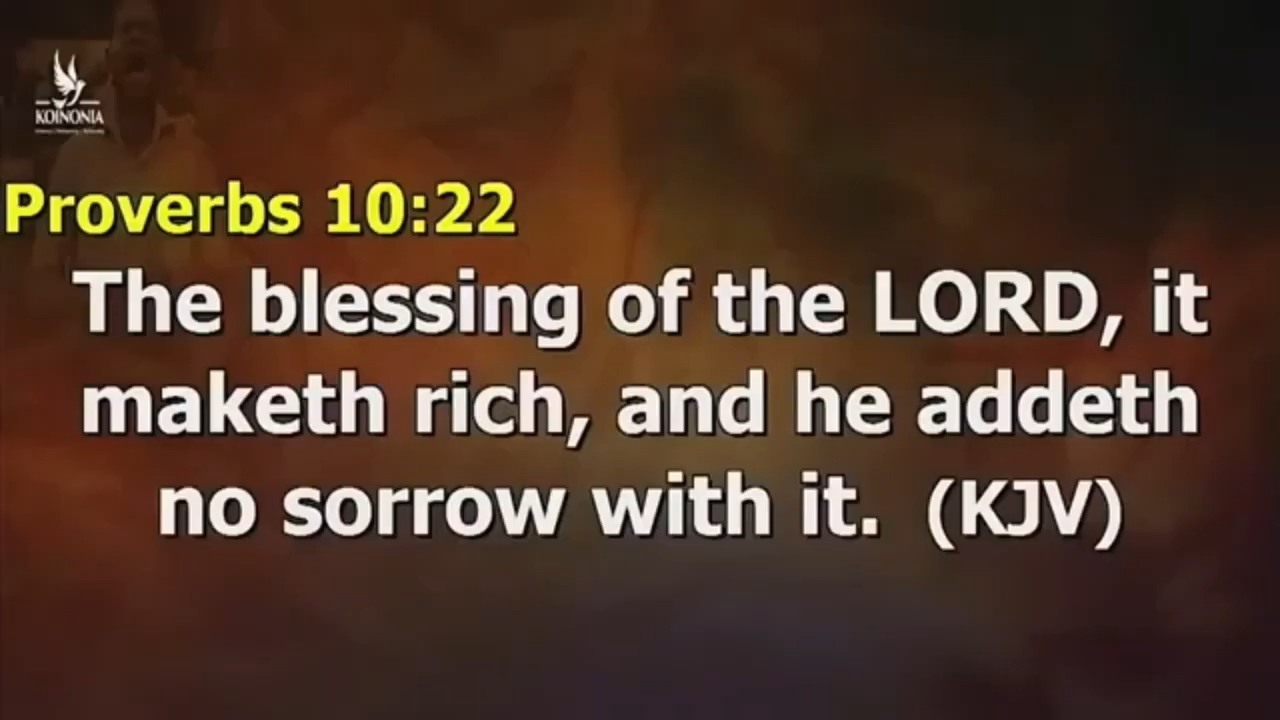 KOINONIA
Proverbs 10:22
The blessing of the LORD, it
maketh rich, and he addeth
no sorrow with it.  (KJV)